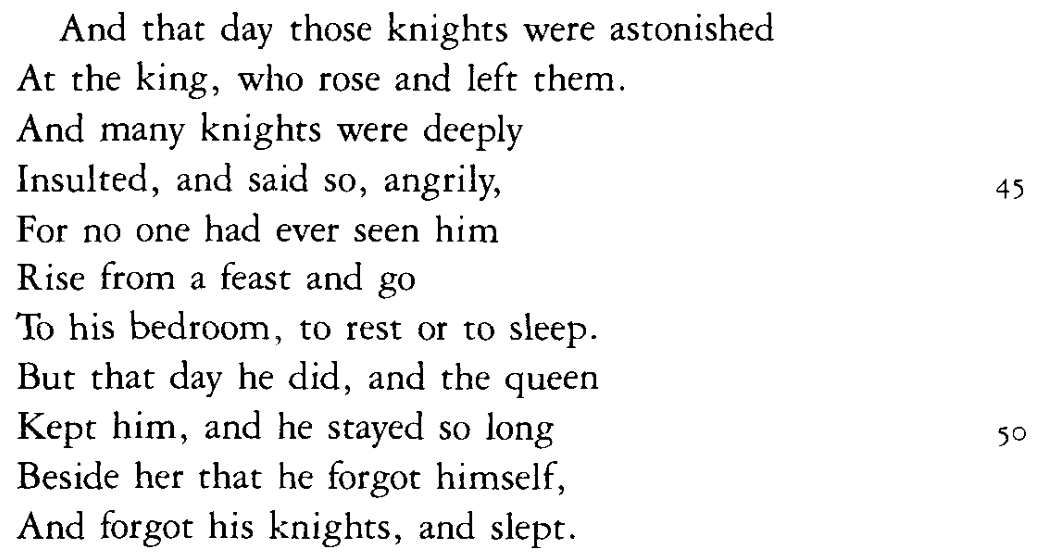 And that day those knights were astonished
At the king, who rose and left them.
And many knights were deeply
Insulted, and said so, angrily, 45
For no one had ever seen him
Rise from a feast and go
To his bedroom, to rest or to sleep.
But that day he did, and the queen
Kept him, and he stayed so long 50
Beside her that he forgot himself,
And forgot his knights, and slept.